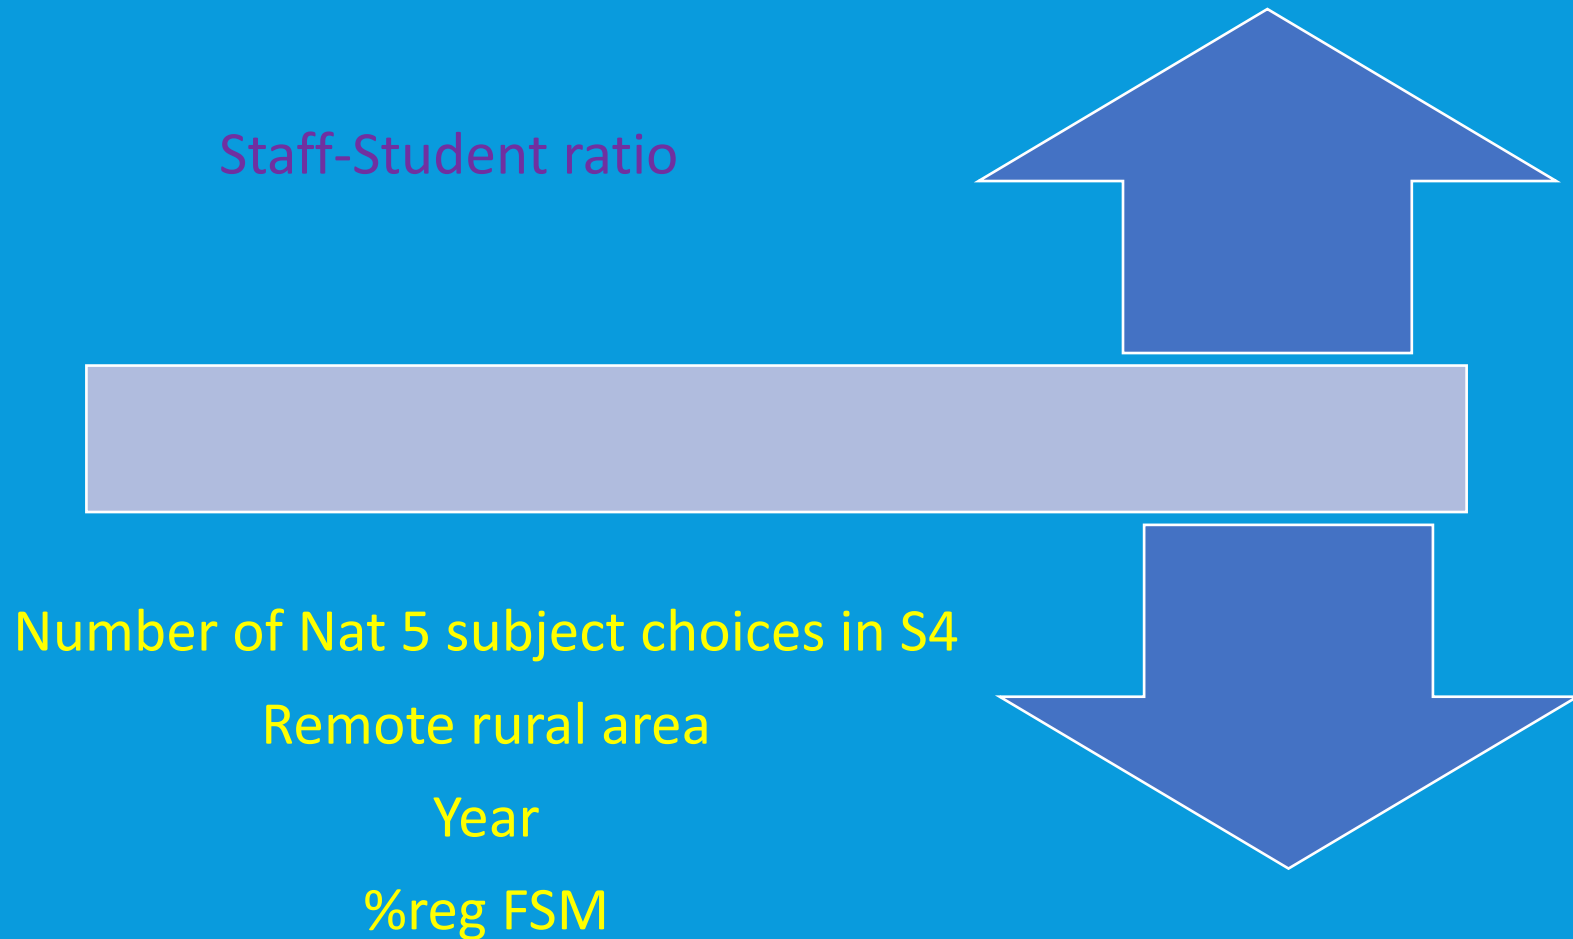 Staff-Student ratio
Number of Nat 5 subject choices in S4
Remote rural area
Year
%reg FSM